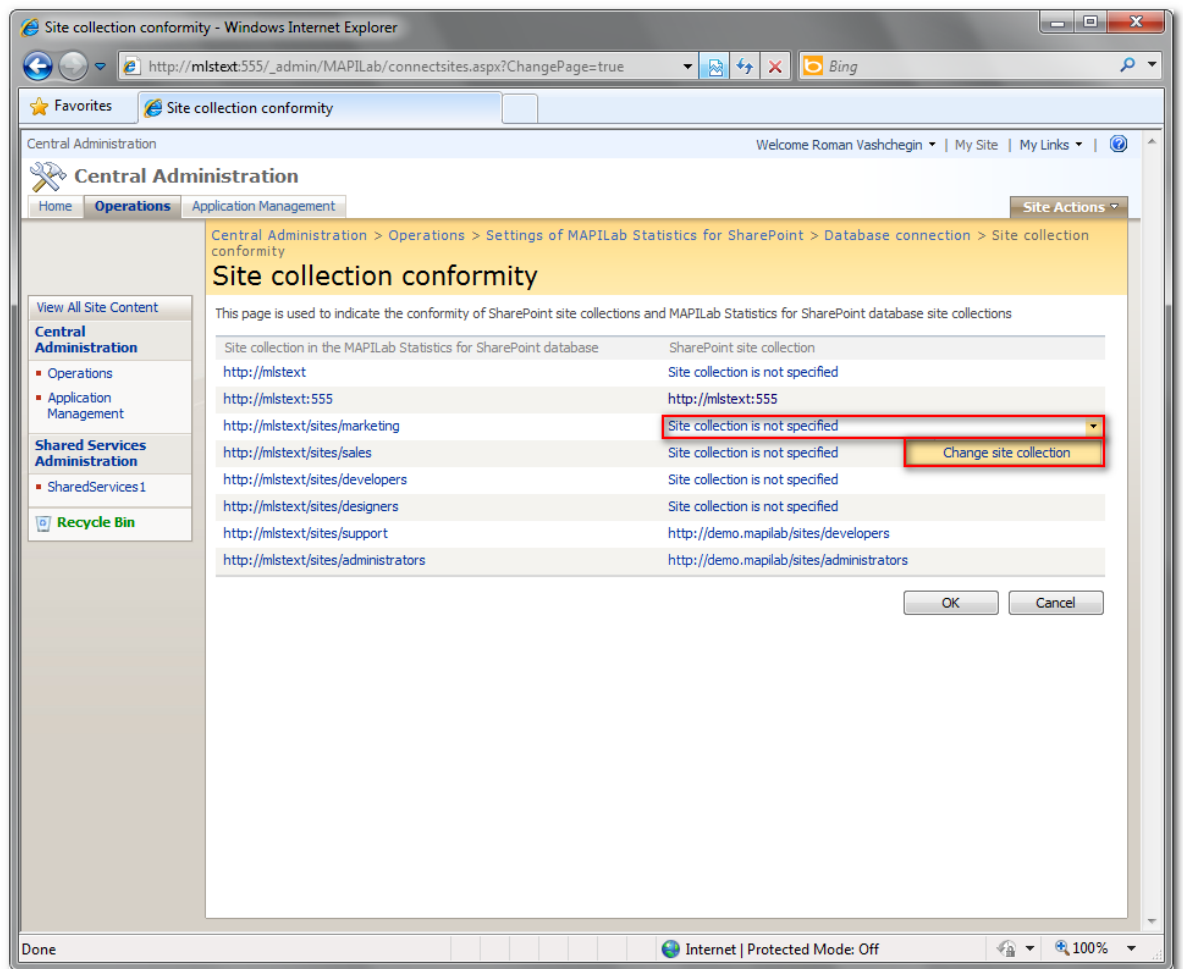 Site collection conformity - Windows Internet Explorer
http://mlstext:555/_admin/MAPILab/connectsites.aspx?ChangePage=true
Bing
Favorites
Site collection conformity
Central Administration
Welcome Roman Vashchegin | My Site | My Links |
Central Administration
Home Operations Application Management
Site Actions
Central Administration > Operations > Settings of MAPILab Statistics for SharePoint > Database connection > Site collection
conformity
Site collection conformity
View All Site Content
Central
Administration
Operations
Application
Management
Shared Services
Administration
SharedServices1
Recycle Bin
This page is used to indicate the conformity of SharePoint site collections and MAPILab Statistics for SharePoint database site collections
Site collection in the MAPILab Statistics for SharePoint database SharePoint site collection
http://mlstext Site collection is not specified
http://mlstext:555 http://mlstext:555
http://mlstext/sites/marketing Site collection is not specified
http://mlstext/sites/sales Site collection is not specified Change site collection
http://mlstext/sites/developers Site collection is not specified
http://mlstext/sites/designers Site collection is not specified
http://mlstext/sites/support http://demo.mapilab/sites/developers
http://mlstext/sites/administrators http://demo.mapilab/sites/administrators
OK Cancel
Done
Internet | Protected Mode: Off
100%